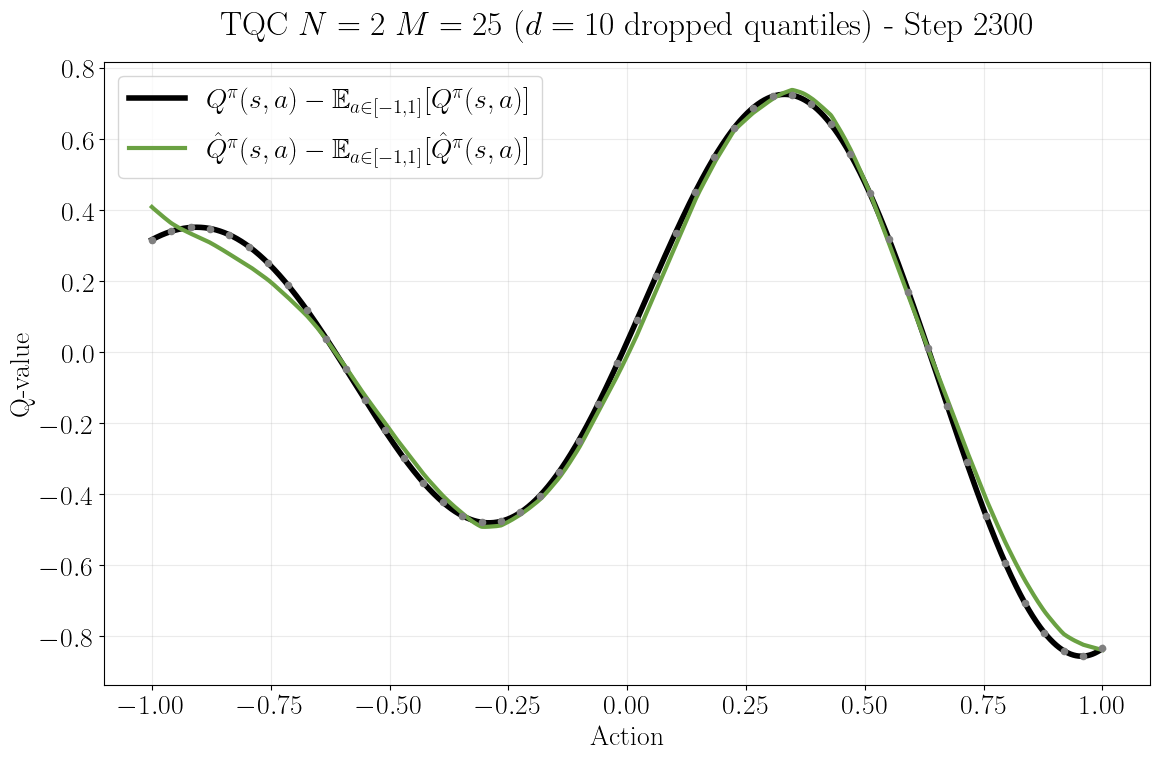 TQC N = 2 M = 25 (d = 10 dropped quantiles) - Step 2300
Q^π(s, a) − 𝔼_{a∈[−1,1]}[Q^π(s, a)]
Q̂^π(s, a) − 𝔼_{a∈[−1,1]}[Q̂^π(s, a)]
0.8
0.6
0.4
0.2
0.0
−0.2
−0.4
−0.6
−0.8
Q-value
−1.00 −0.75 −0.50 −0.25 0.00 0.25 0.50 0.75 1.00
Action